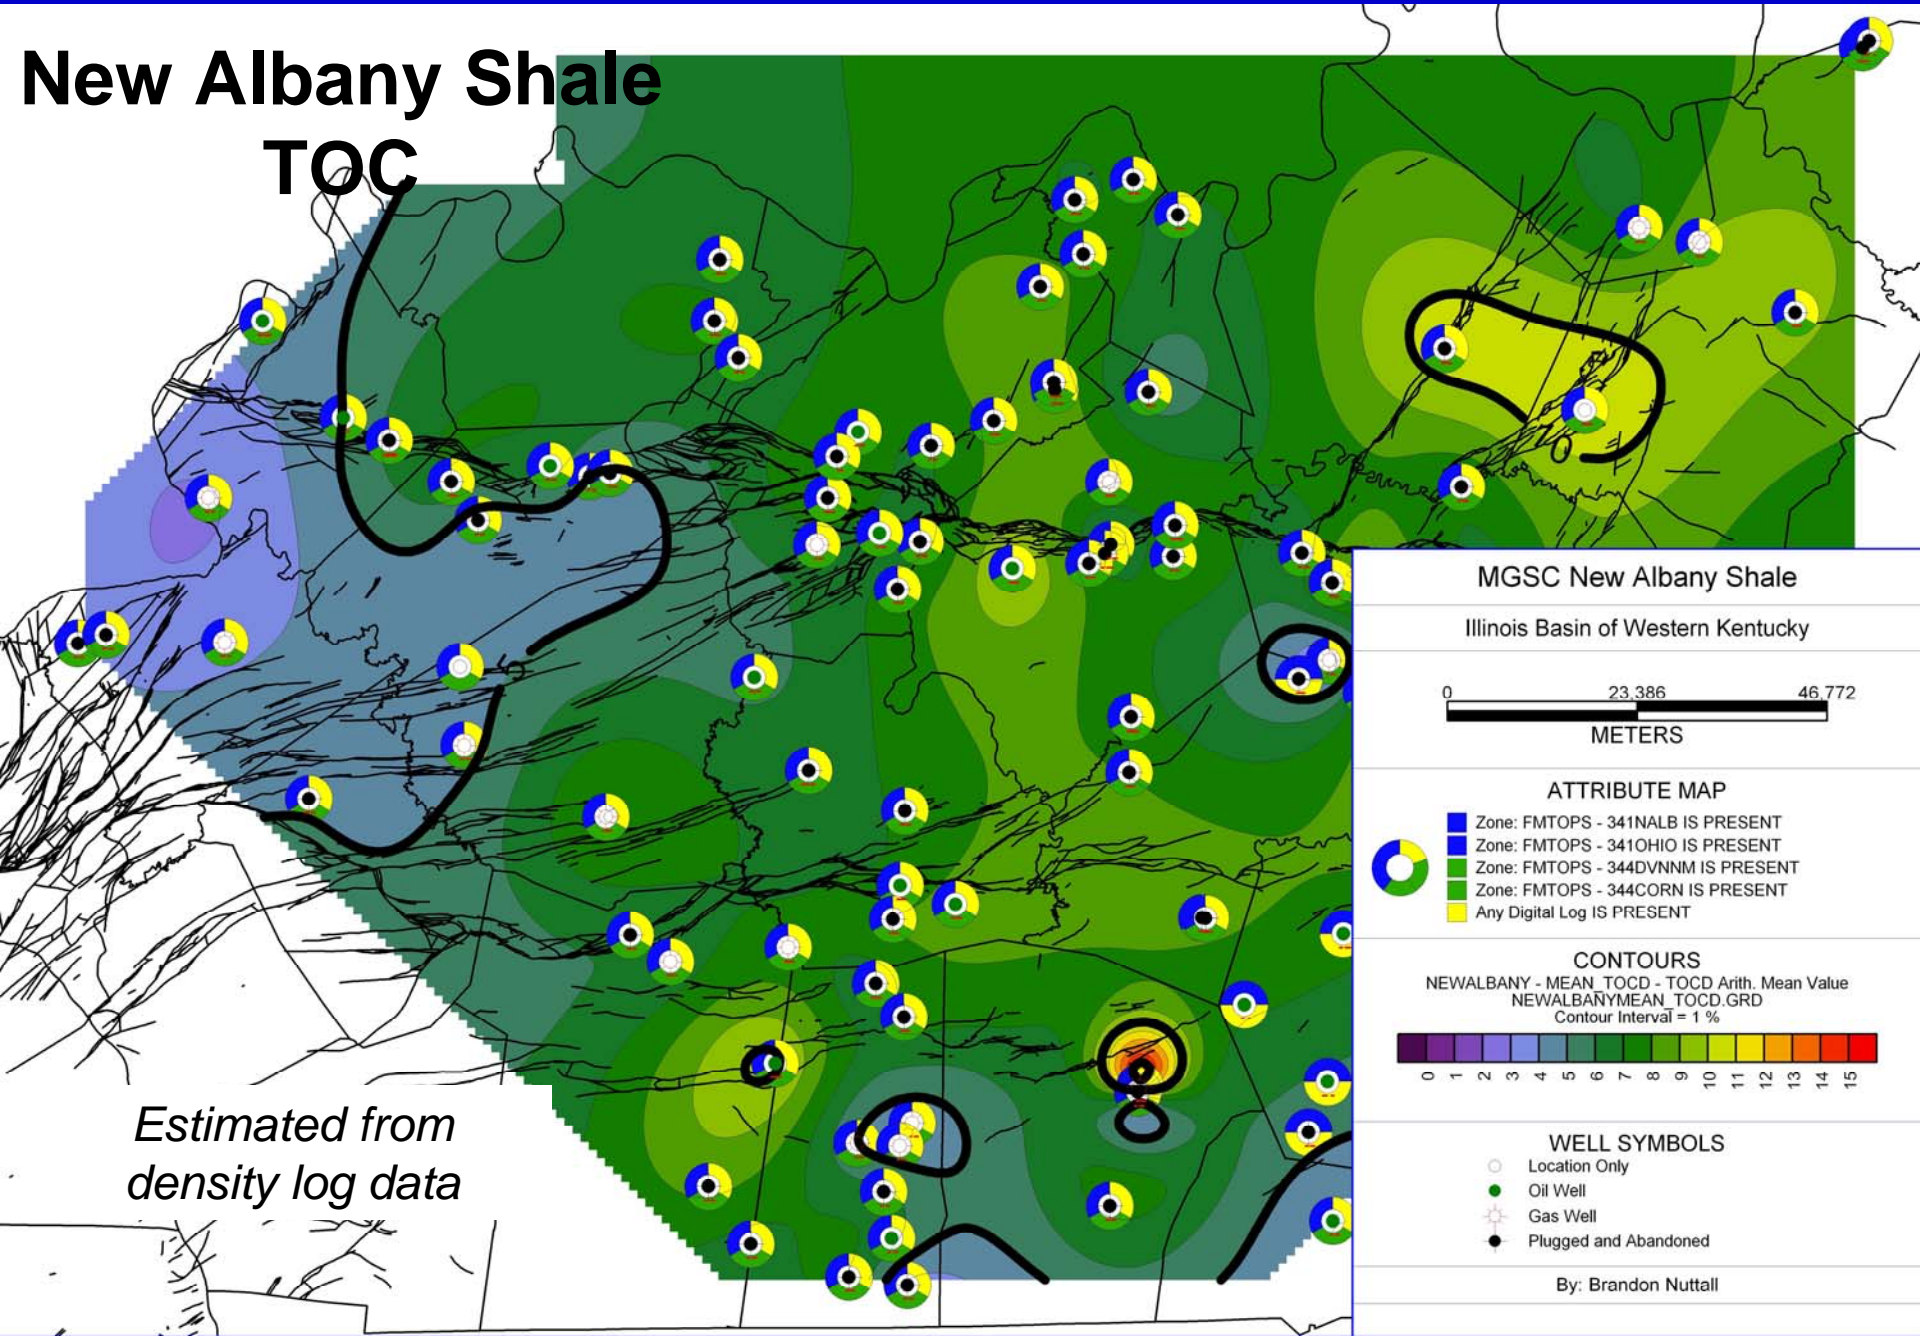 New Albany Shale
TOC
10
5
Estimated from
density log data
MGSC New Albany Shale
Illinois Basin of Western Kentucky
0 23,386 46,772
METERS
ATTRIBUTE MAP
Zone: FMTOPS - 341NALB IS PRESENT
Zone: FMTOPS - 341OHIO IS PRESENT
Zone: FMTOPS - 344DVNNM IS PRESENT
Zone: FMTOPS - 344CORN IS PRESENT
Any Digital Log IS PRESENT
CONTOURS
NEWALBANY - MEAN_TOCD - TOCD Arith. Mean Value
NEWALBANYMEAN_TOCD.GRD
Contour Interval = 1 %
0 1 2 3 4 5 6 7 8 9 10 11 12 13 14 15
WELL SYMBOLS
Location Only
Oil Well
Gas Well
Plugged and Abandoned
By: Brandon Nuttall